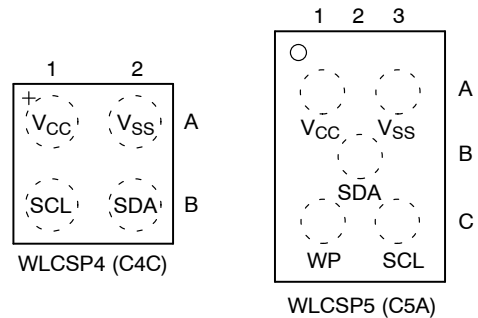 1 2
VCC VSS A
SCL SDA B
WLCSP4 (C4C)
1 2 3
A
VCC VSS
B
SDA
C
WP SCL
WLCSP5 (C5A)